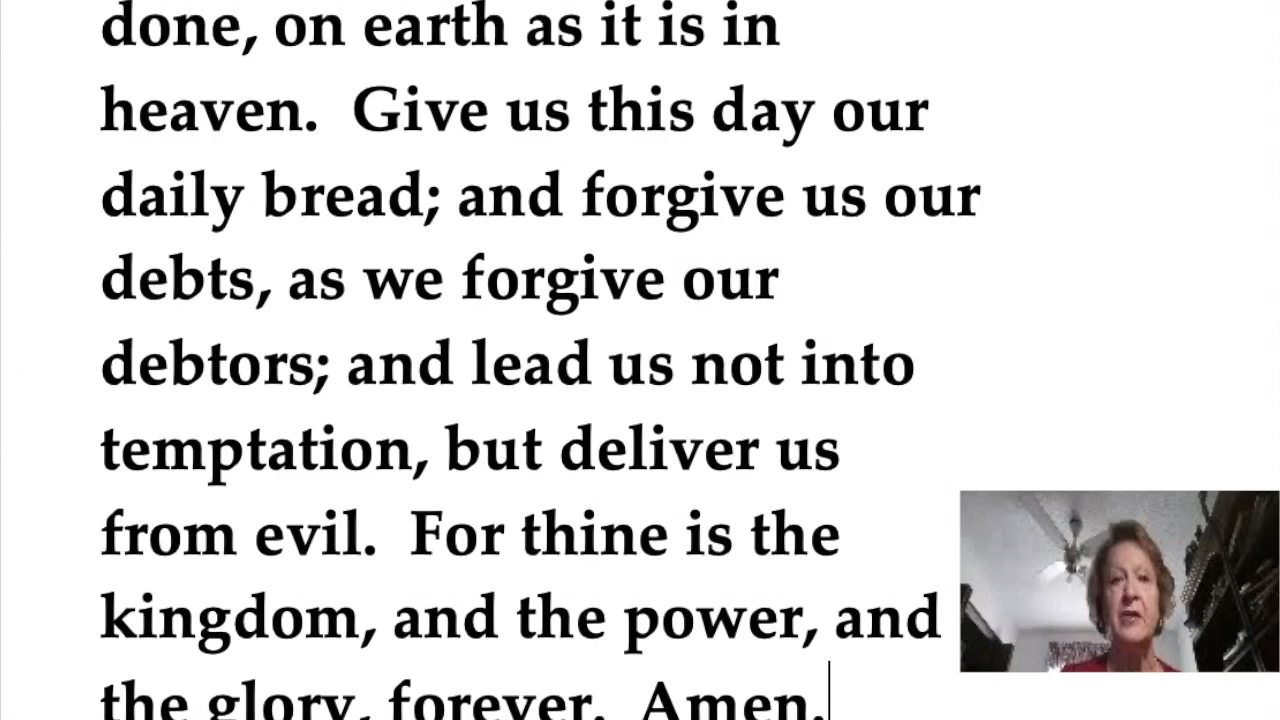 done, on earth as it is in
heaven.  Give us this day our
daily bread; and forgive us our
debts, as we forgive our
debtors; and lead us not into
temptation, but deliver us
from evil.  For thine is the
kingdom, and the power, and
the glory, forever.  Amen.